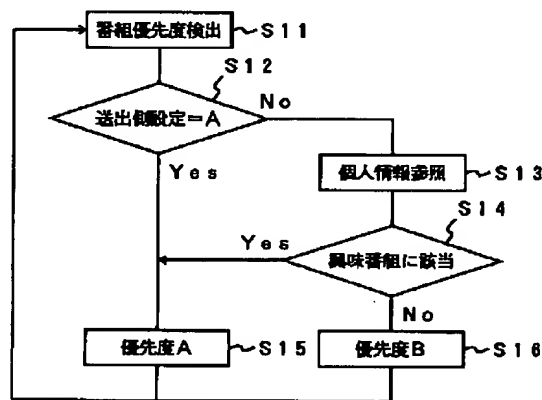 番組優先度検出 S11
S12
送出側設定=A
No
Yes
個人情報参照 S13
S14
Yes
興味番組に該当
No
優先度A S15
優先度B S16